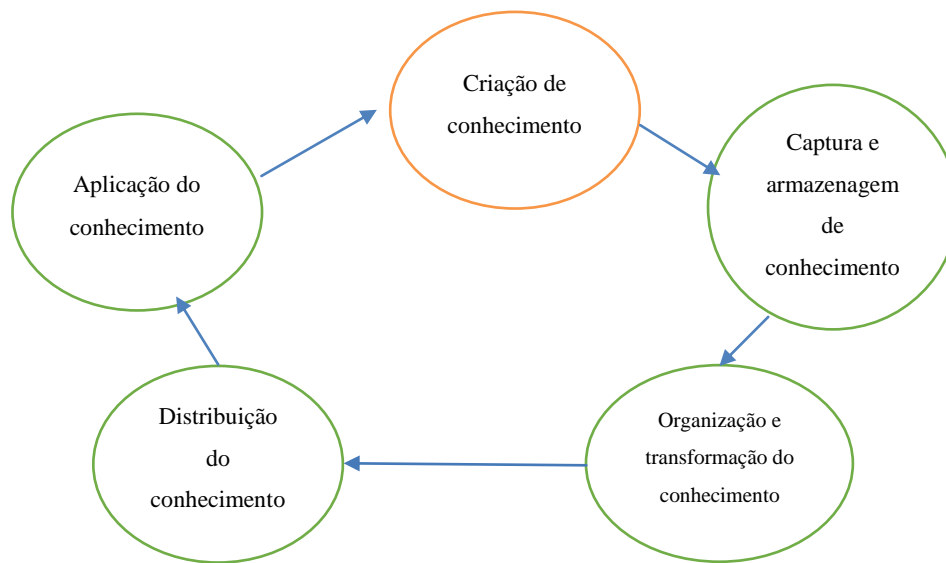 Criação de
conhecimento
Captura e
armazenagem
de
conhecimento
Organização e
transformação do
conhecimento
Distribuição
do
conhecimento
Aplicação do
conhecimento